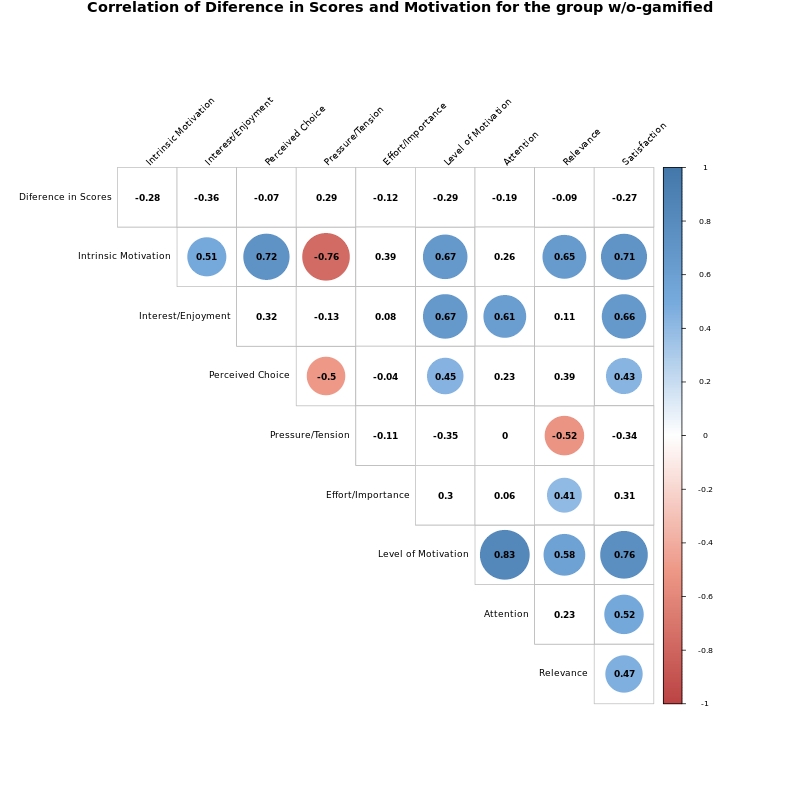 Correlation of Diference in Scores and Motivation for the group w/o-gamified
Intrinsic Motivation
Interest/Enjoyment
Perceived Choice
Pressure/Tension
Effort/Importance
Level of Motivation
Attention
Relevance
Satisfaction
Diference in Scores -0.28 -0.36 -0.07 0.29 -0.12 -0.29 -0.19 -0.09 -0.27
Intrinsic Motivation 0.51 0.72 -0.76 0.39 0.67 0.26 0.65 0.71
Interest/Enjoyment 0.32 -0.13 0.08 0.67 0.61 0.11 0.66
Perceived Choice -0.5 -0.04 0.45 0.23 0.39 0.43
Pressure/Tension -0.11 -0.35 0 -0.52 -0.34
Effort/Importance 0.3 0.06 0.41 0.31
Level of Motivation 0.83 0.58 0.76
Attention 0.23 0.52
Relevance 0.47
1
0.8
0.6
0.4
0.2
0
-0.2
-0.4
-0.6
-0.8
-1